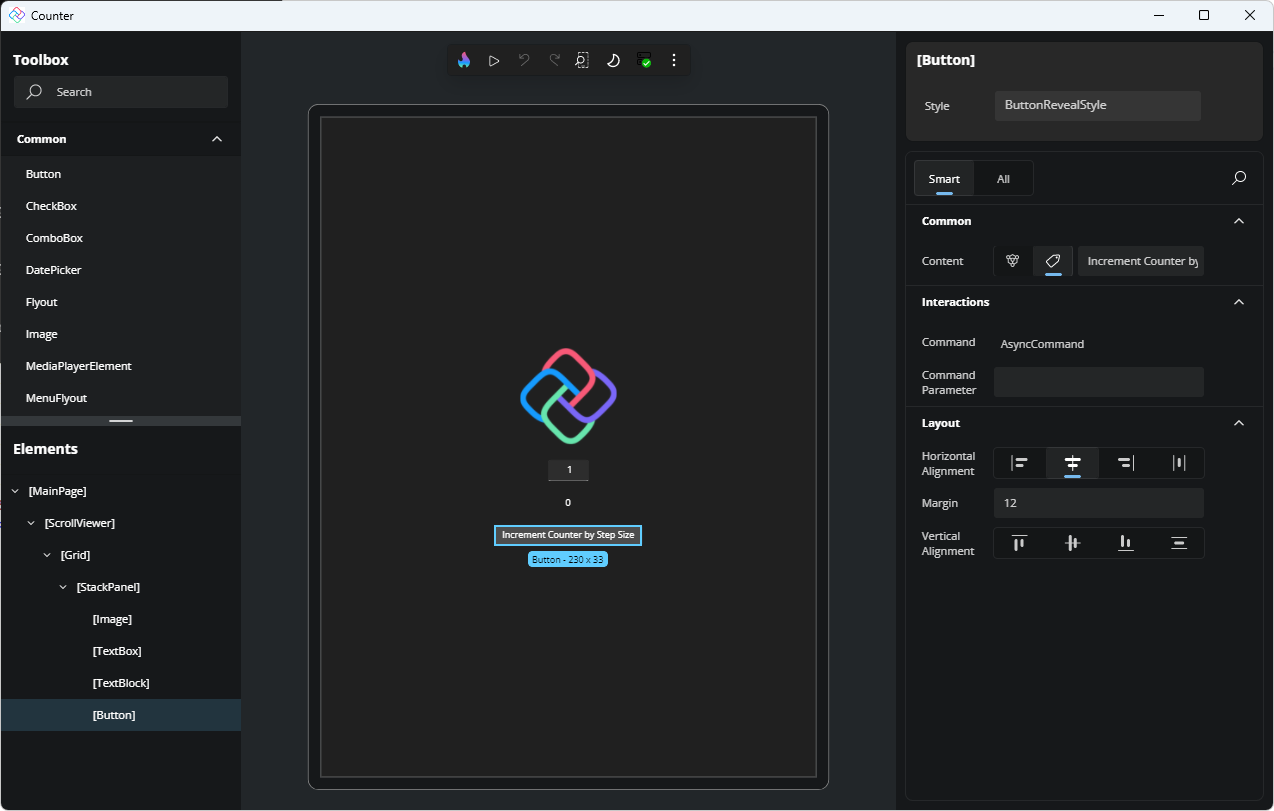 Counter
Toolbox
Search
Common
Button
CheckBox
ComboBox
DatePicker
Flyout
Image
MediaPlayerElement
MenuFlyout
Elements
[MainPage]
[ScrollViewer]
[Grid]
[StackPanel]
[Image]
[TextBox]
[TextBlock]
[Button]
1
0
Increment Counter by Step Size
Button - 230 x 33
[Button]
Style
ButtonRevealStyle
Smart
All
Common
Content
Increment Counter by
Interactions
Command
AsyncCommand
Command
Parameter
Layout
Horizontal
Alignment
Margin
12
Vertical
Alignment